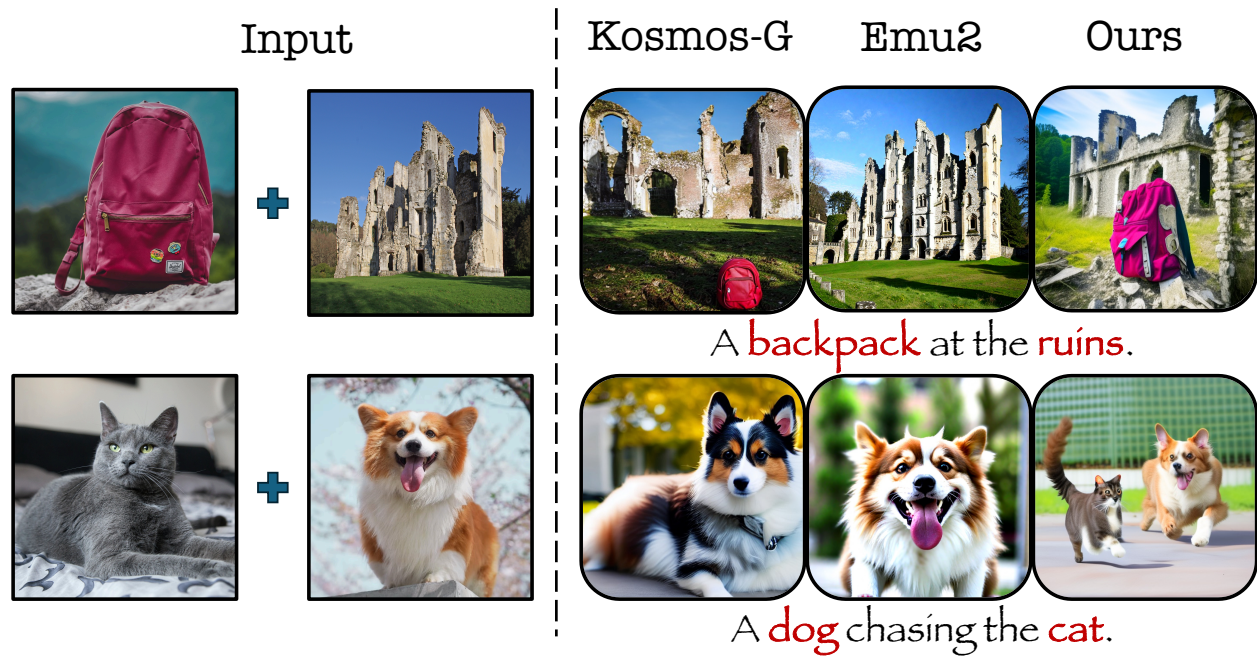 Input
Kosmos-G
Emu2
Ours
A backpack at the ruins.
A dog chasing the cat.